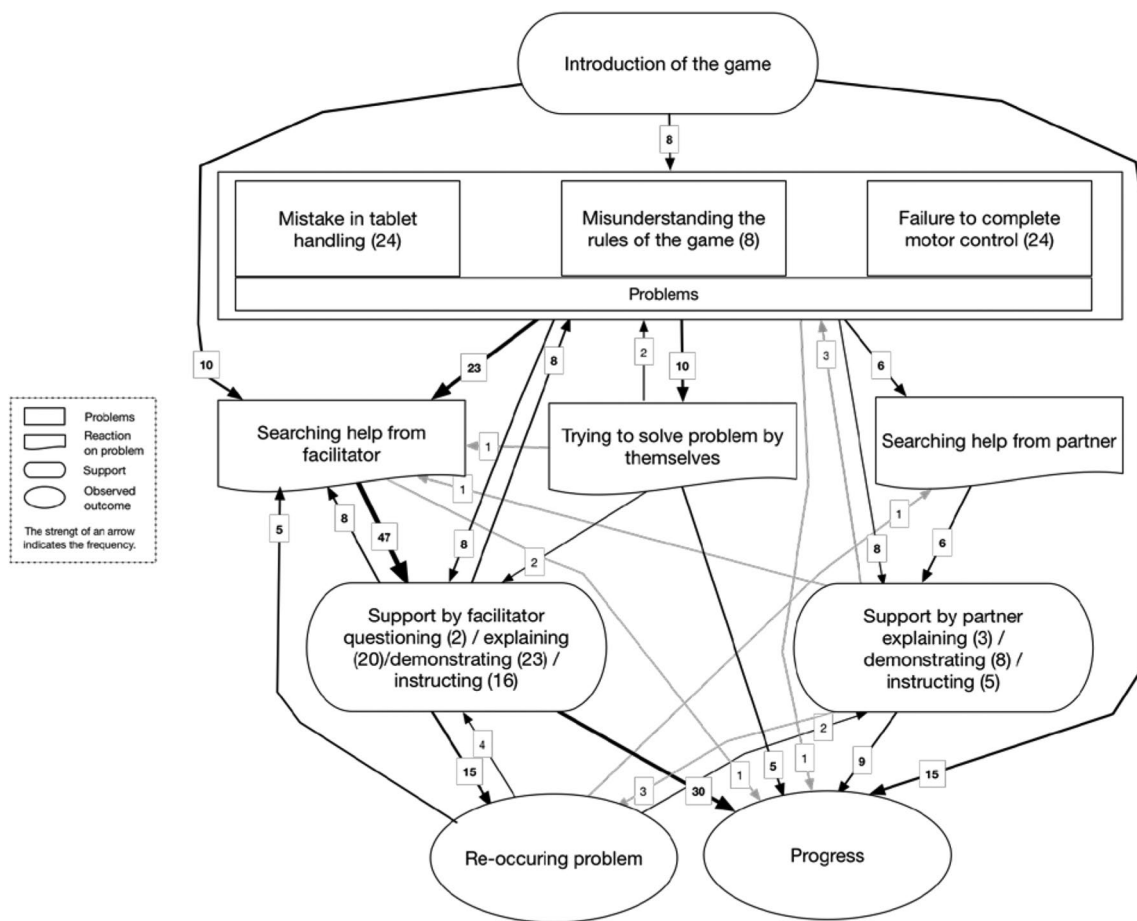 Introduction of the game
8
Mistake in tablet
handling (24)
Misunderstanding the
rules of the game (8)
Failure to complete
motor control (24)
Problems
10
23
8
2
10
3
6
Problems
Reaction
on problem
Support
Observed
outcome
The strengt of an arrow
indicates the frequency.
Searching help from
facilitator
Trying to solve problem by
themselves
Searching help from partner
1
1
1
5
8
47
8
2
8
6
Support by facilitator
questioning (2) / explaining
(20)/demonstrating (23) /
instructing (16)
Support by partner
explaining (3) /
demonstrating (8) /
instructing (5)
15
4
3
30
1
5
1
2
9
15
Re-occuring problem
Progress